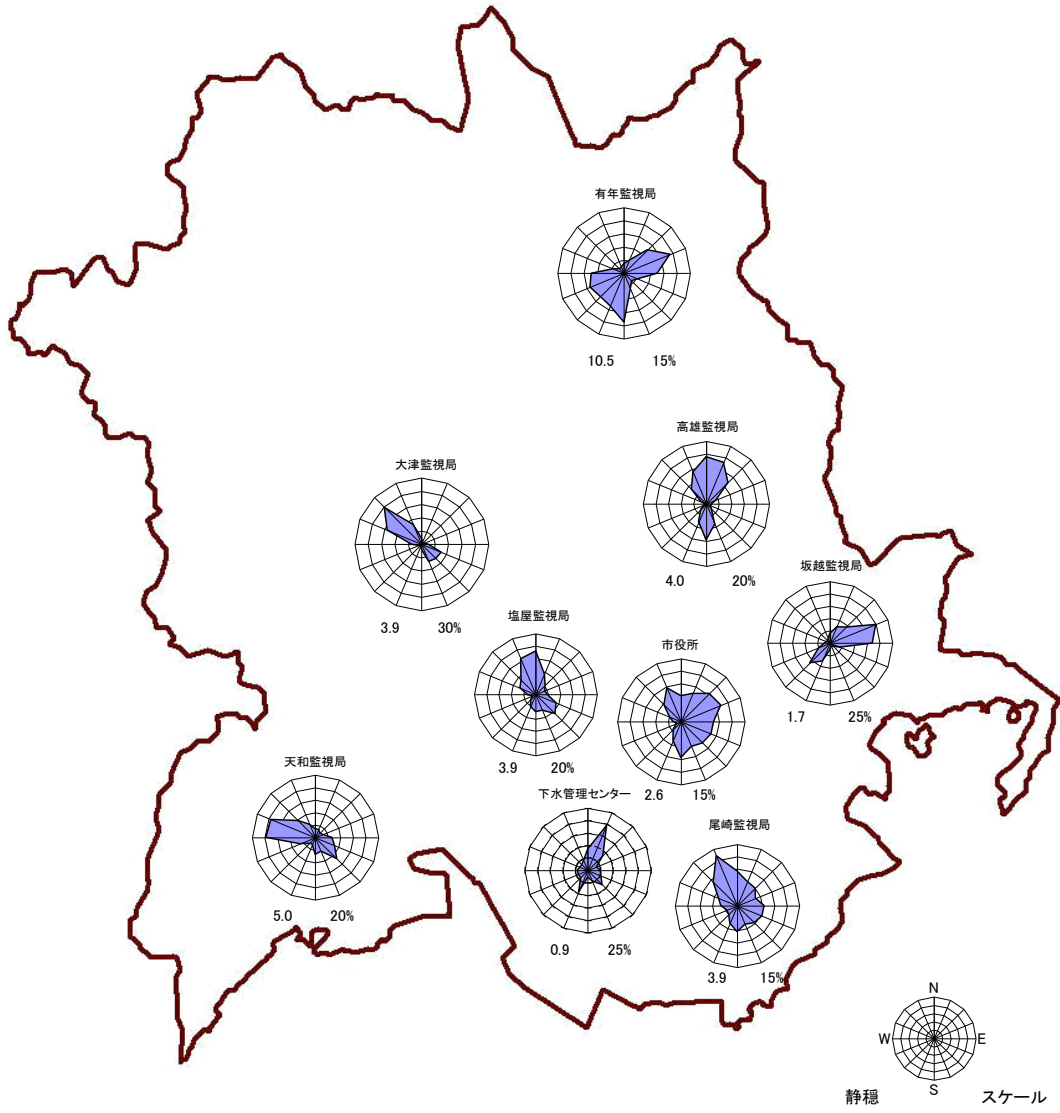 有年監視局
10.5 15%
高雄監視局
4.0 20%
大津監視局
3.9 30%
坂越監視局
1.7 25%
塩屋監視局
3.9 20%
市役所
2.6 15%
天和監視局
5.0 20%
下水管理センター
0.9 25%
尾崎監視局
3.9 15%
N
W E
S
静穏 スケール